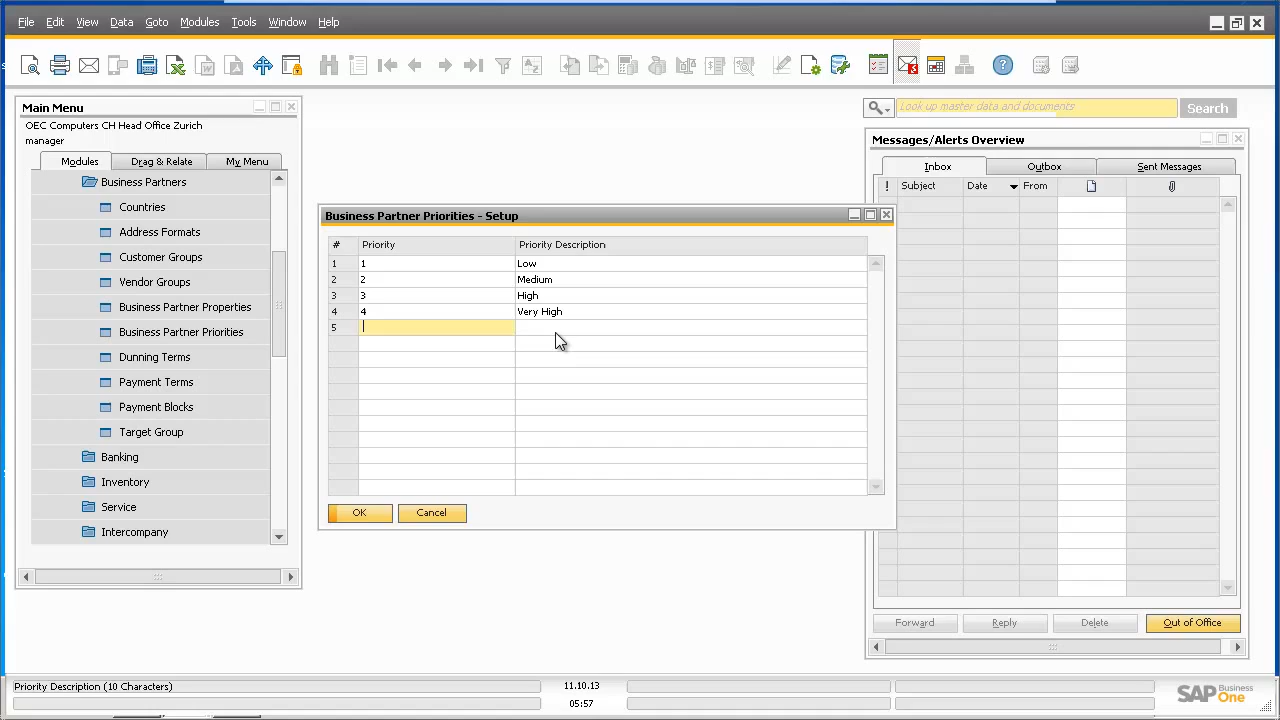 File Edit View Data Goto Modules Tools Window Help
Main Menu
OEC Computers CH Head Office Zurich
manager
Modules Drag & Relate My Menu
Business Partners
Countries
Address Formats
Customer Groups
Vendor Groups
Business Partner Properties
Business Partner Priorities
Dunning Terms
Payment Terms
Payment Blocks
Target Group
Banking
Inventory
Service
Intercompany
Business Partner Priorities - Setup
# Priority Priority Description
1 1 Low
2 2 Medium
3 3 High
4 4 Very High
5
OK Cancel
Look up master data and documents Search
Messages/Alerts Overview
Inbox Outbox Sent Messages
! Subject Date From
Forward Reply Delete Out of Office
Priority Description (10 Characters) 11.10.13
05:57
SAP Business One